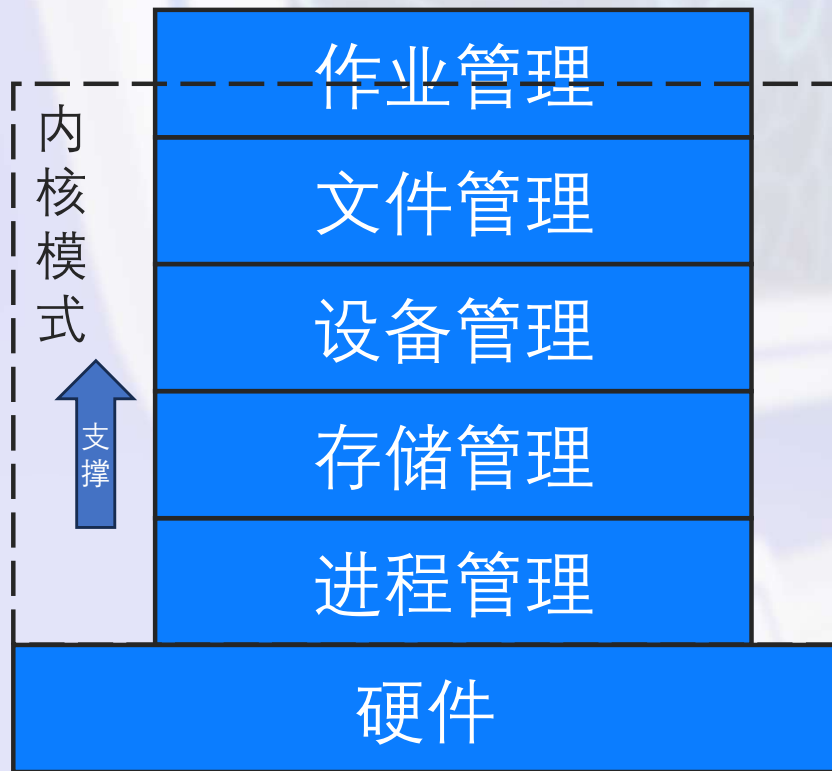 作业管理
内核模式
文件管理
设备管理
支撑
存储管理
进程管理
硬件